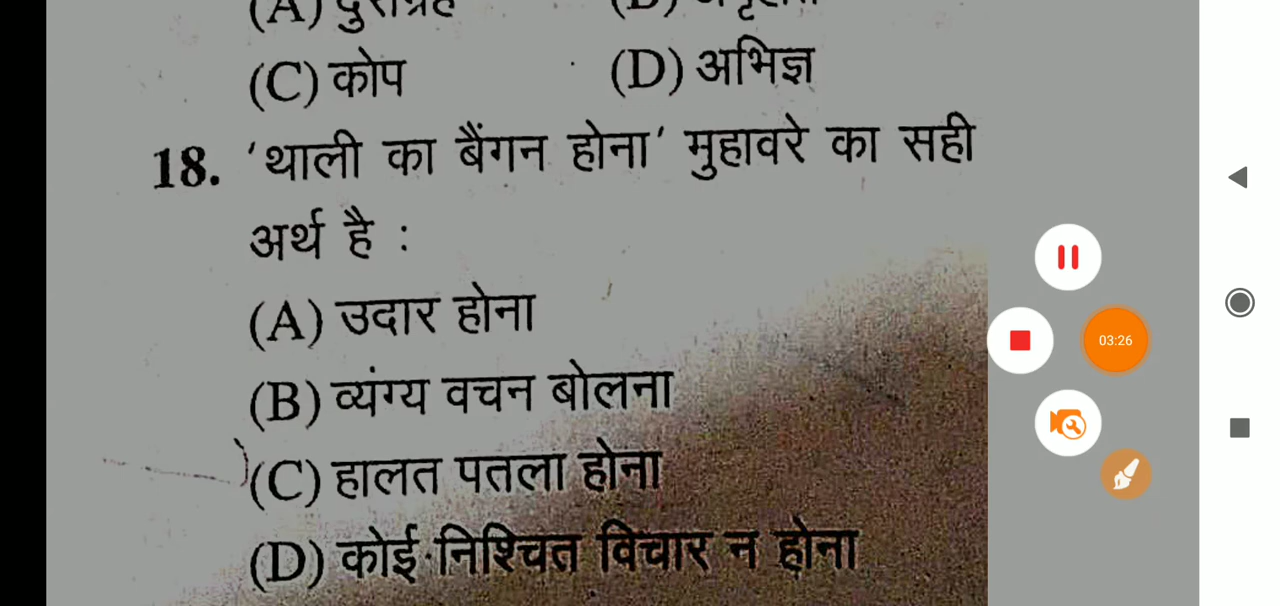 (C) कोप (D) अभिज्ञ
18. 'थाली का बैंगन होना' मुहावरे का सही
अर्थ है :
(A) उदार होना
(B) व्यंग्य वचन बोलना
(C) हालत पतला होना
(D) कोई निश्चित विचार न होना
03:26